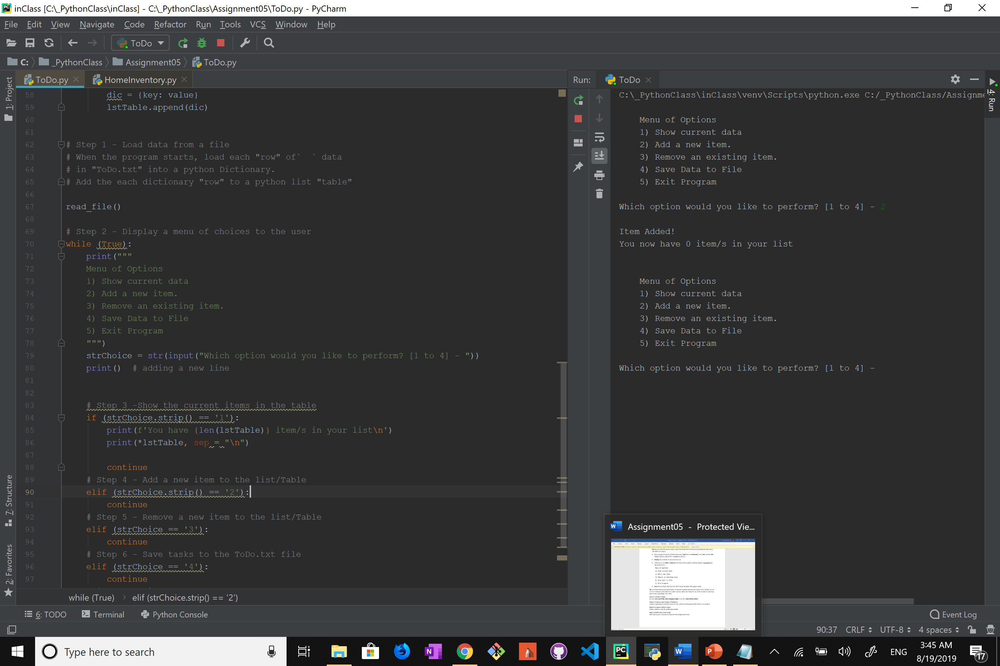 inClass [C:\_PythonClass\inClass] - C:\_PythonClass\Assignment05\ToDo.py - PyCharm
File Edit View Navigate Code Refactor Run Tools VCS Window Help
ToDo
C: _PythonClass Assignment05 ToDo.py
1: Project
ToDo.py HomeInventory.py
58 dic = {key: value}
59 lstTable.append(dic)
60
61
62 # Step 1 - Load data from a file
63 # When the program starts, load each "row" of` ` data
64 # in "ToDo.txt" into a python Dictionary.
65 # Add the each dictionary "row" to a python list "table"
66
67 read_file()
68
69 # Step 2 - Display a menu of choices to the user
70 while (True):
71 print("""
72 Menu of Options
73 1) Show current data
74 2) Add a new item.
75 3) Remove an existing item.
76 4) Save Data to File
77 5) Exit Program
78 """)
79 strChoice = str(input("Which option would you like to perform? [1 to 4] - "))
80 print() # adding a new line
81
82
83 # Step 3 -Show the current items in the table
84 if (strChoice.strip() == '1'):
85 print(f'You have {len(lstTable)} item/s in your list\n')
86 print(*lstTable, sep = "\n")
87
88 continue
89 # Step 4 - Add a new item to the list/Table
90 elif (strChoice.strip() == '2'):
91 continue
92 # Step 5 - Remove a new item to the list/Table
93 elif (strChoice == '3'):
94 continue
95 # Step 6 - Save tasks to the ToDo.txt file
96 elif (strChoice == '4'):
97 continue
while (True) elif (strChoice.strip() == '2')
7: Structure
2: Favorites
Run: ToDo
4: Run
C:\_PythonClass\inClass\venv\Scripts\python.exe C:/_PythonClass/Assignme
Menu of Options
1) Show current data
2) Add a new item.
3) Remove an existing item.
4) Save Data to File
5) Exit Program
Which option would you like to perform? [1 to 4] - 2
Item Added!
You now have 0 item/s in your list
Menu of Options
1) Show current data
2) Add a new item.
3) Remove an existing item.
4) Save Data to File
5) Exit Program
Which option would you like to perform? [1 to 4] -
Assignment05 - Protected Vie...
6: TODO Terminal Python Console Event Log
90:37 CRLF UTF-8 4 spaces
Type here to search
ENG
3:45 AM
8/19/2019
17